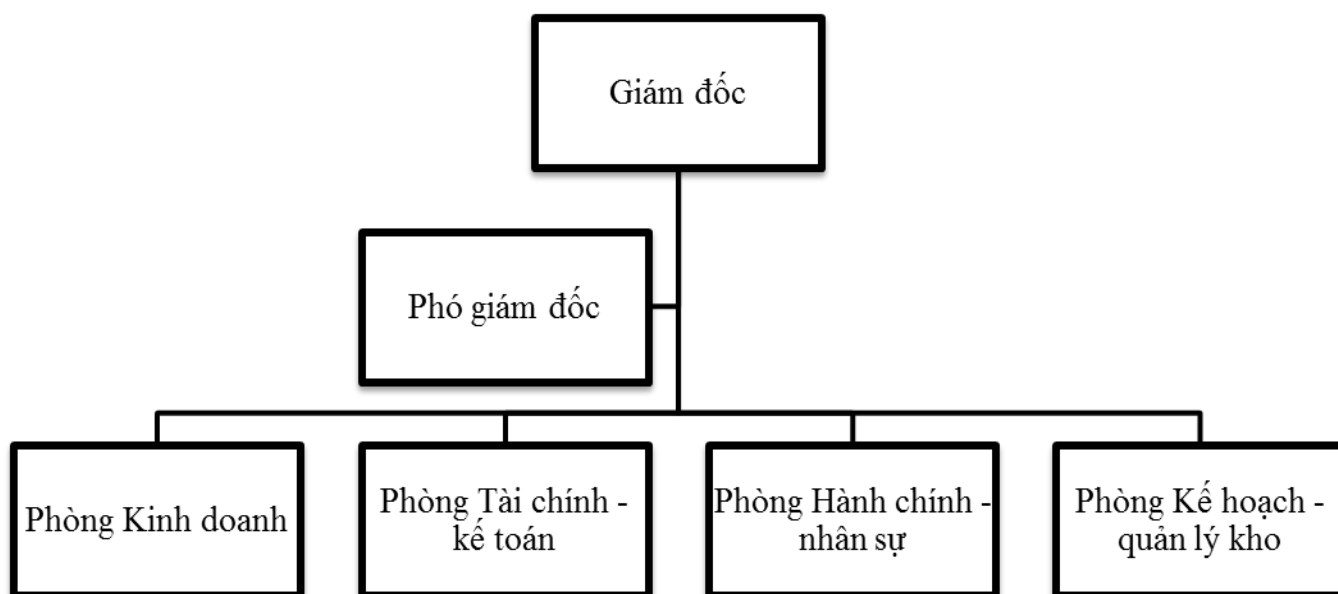 Giám đốc
Phó giám đốc
Phòng Kinh doanh
Phòng Tài chính -
kế toán
Phòng Hành chính -
nhân sự
Phòng Kế hoạch -
quản lý kho